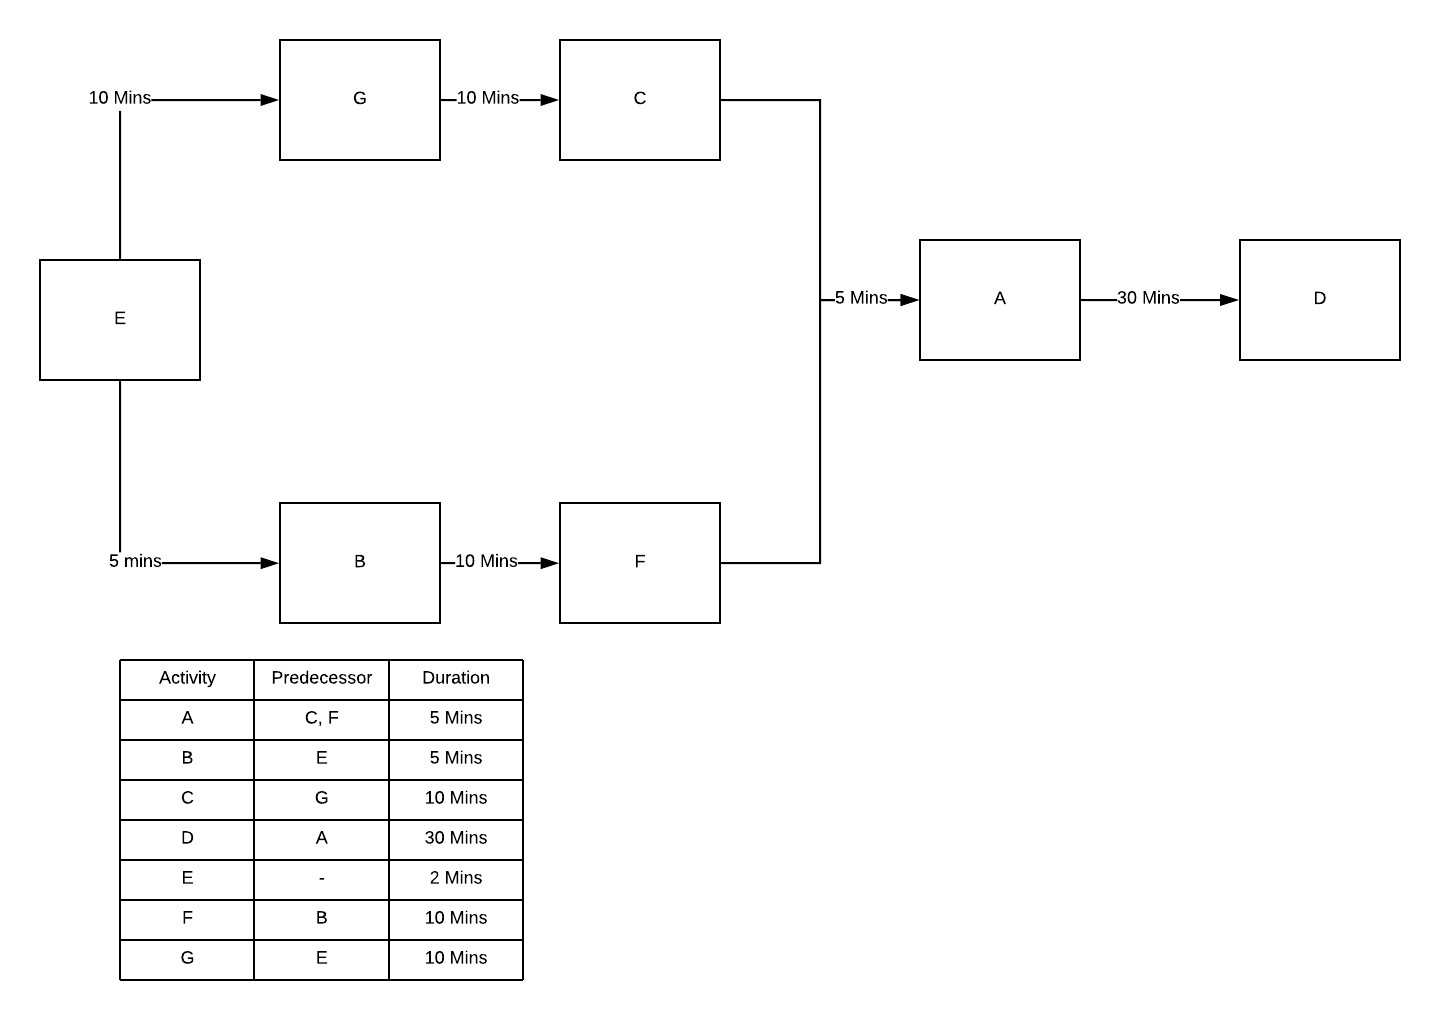 10 Mins
G
10 Mins
C
E
5 Mins
A
30 Mins
D
5 mins
B
10 Mins
F
Activity Predecessor Duration
A C, F 5 Mins
B E 5 Mins
C G 10 Mins
D A 30 Mins
E - 2 Mins
F B 10 Mins
G E 10 Mins